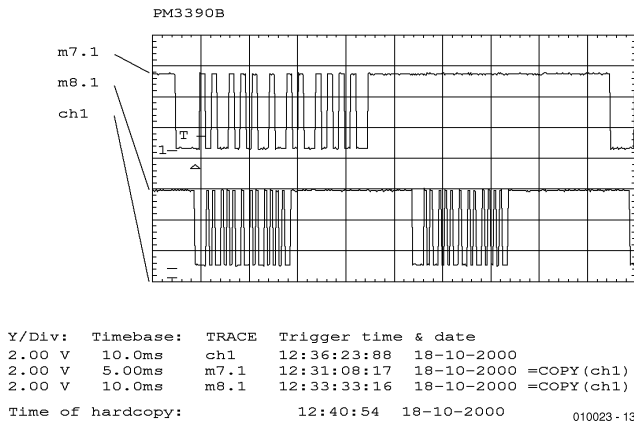 PM3390B
m7.1
m8.1
ch1
T
1
Y/Div: Timebase: TRACE Trigger time & date
2.00 V 10.0ms ch1 12:36:23:88 18-10-2000
2.00 V 5.00ms m7.1 12:31:08:17 18-10-2000 =COPY(ch1)
2.00 V 10.0ms m8.1 12:33:33:16 18-10-2000 =COPY(ch1)
Time of hardcopy: 12:40:54 18-10-2000
010023 - 13